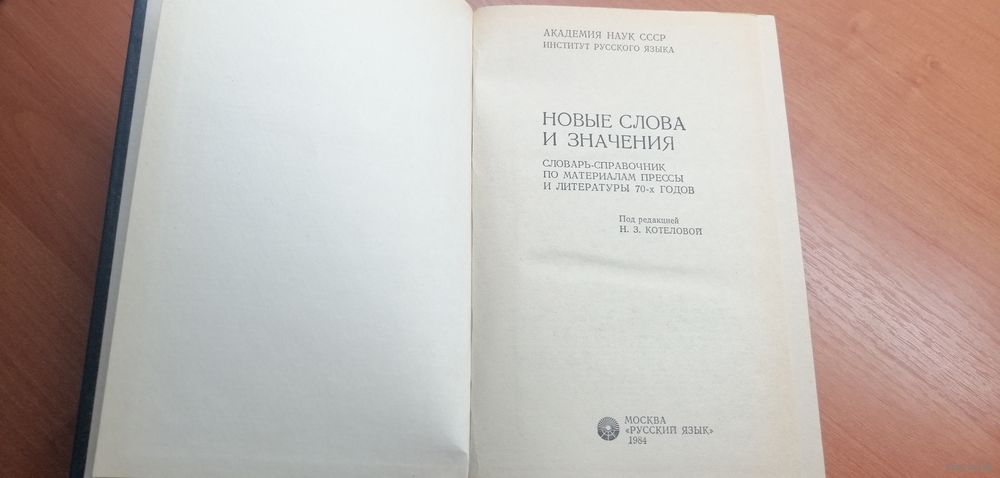 АКАДЕМИЯ НАУК СССР
ИНСТИТУТ РУССКОГО ЯЗЫКА
НОВЫЕ СЛОВА
И ЗНАЧЕНИЯ
СЛОВАРЬ-СПРАВОЧНИК
ПО МАТЕРИАЛАМ ПРЕССЫ
И ЛИТЕРАТУРЫ 70-х ГОДОВ
Под редакцией
Н. З. КОТЕЛОВОЙ
МОСКВА
«РУССКИЙ ЯЗЫК»
1984